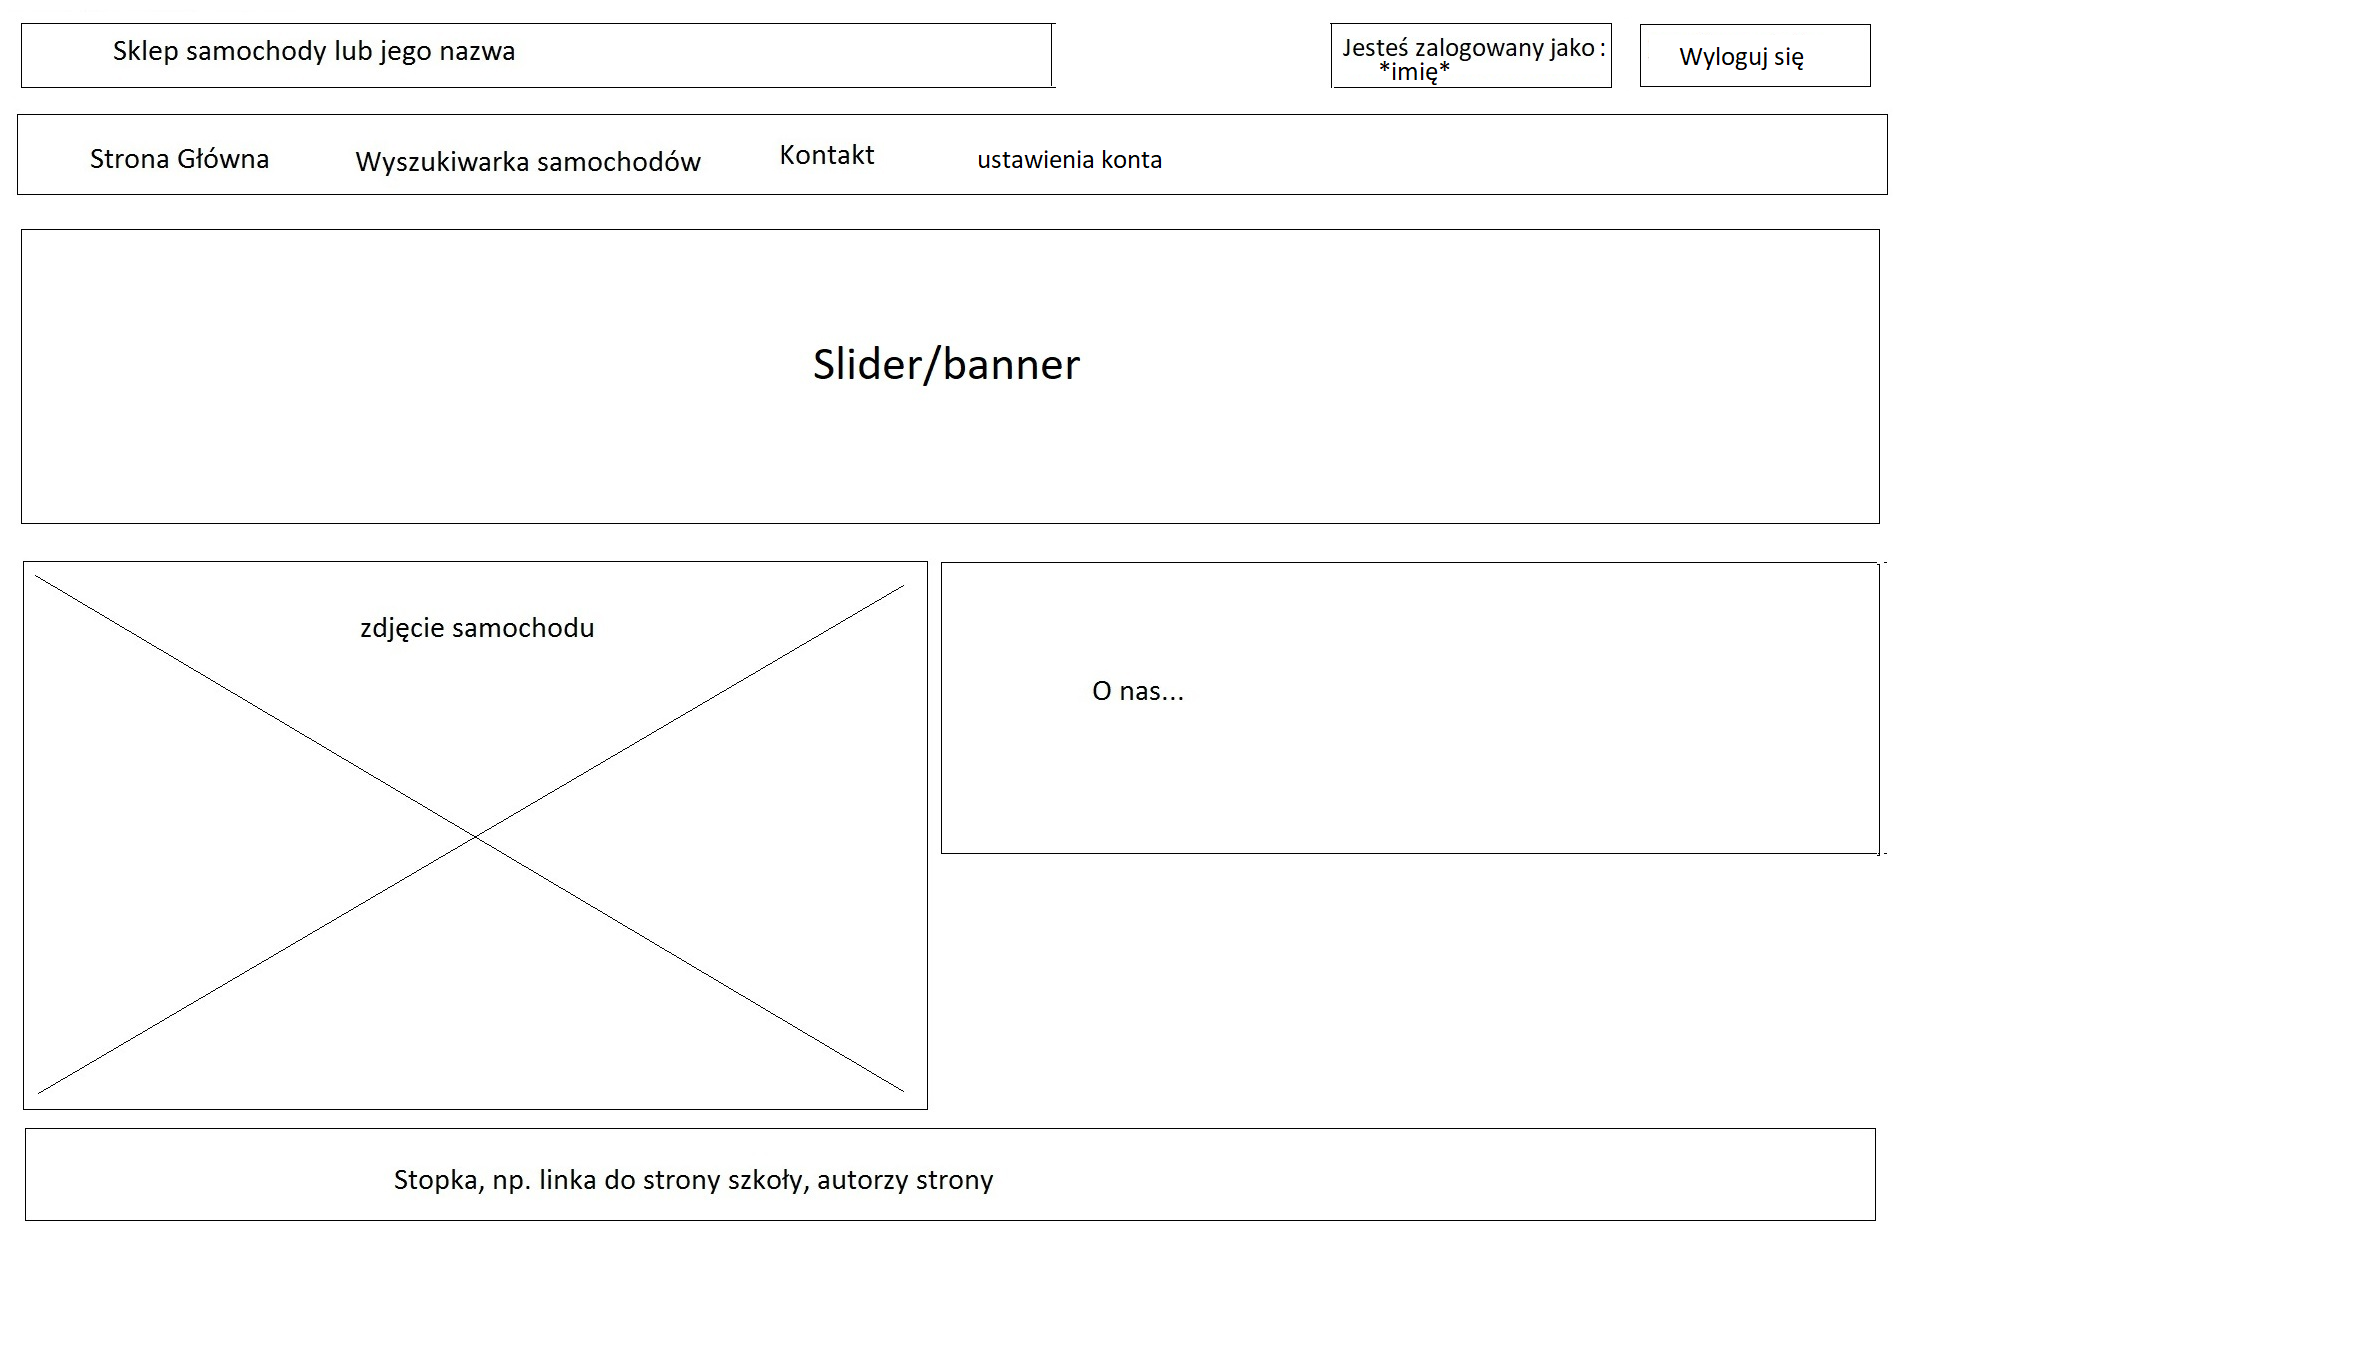 Sklep samochody lub jego nazwa
Jesteś zalogowany jako :
*imię*
Wyloguj się
Strona Główna
Wyszukiwarka samochodów
Kontakt
ustawienia konta
Slider/banner
zdjęcie samochodu
O nas...
Stopka, np. linka do strony szkoły, autorzy strony